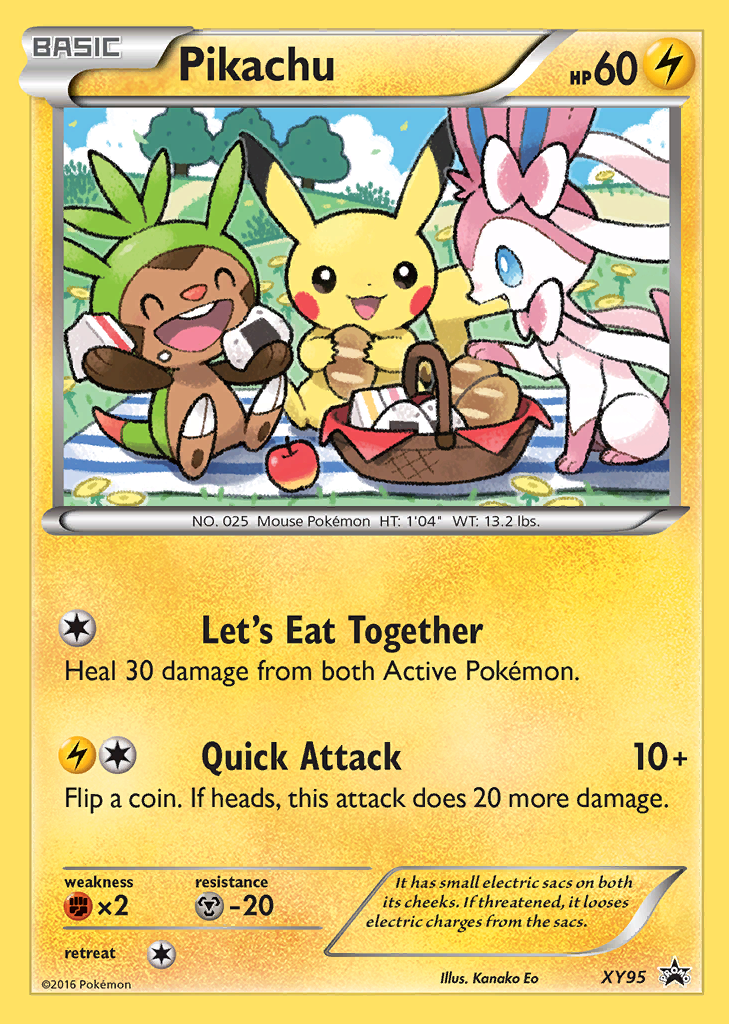 BASIC
Pikachu
HP60
NO. 025 Mouse Pokémon HT: 1'04" WT: 13.2 lbs.
Let's Eat Together
Heal 30 damage from both Active Pokémon.
Quick Attack 10+
Flip a coin. If heads, this attack does 20 more damage.
weakness
×2
resistance
-20
It has small electric sacs on both
its cheeks. If threatened, it looses
electric charges from the sacs.
retreat
©2016 Pokémon
Illus. Kanako Eo
XY95
PROMO